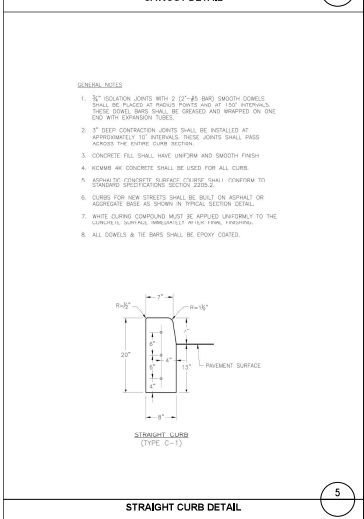 GENERAL NOTES
1. ¾" ISOLATION JOINTS WITH 2 (2'-#5 BAR) SMOOTH DOWELS
SHALL BE PLACED AT RADIUS POINTS AND AT 150' INTERVALS.
THESE DOWEL BARS SHALL BE GREASED AND WRAPPED ON ONE
END WITH EXPANSION TUBES.
2. 3" DEEP CONTRACTION JOINTS SHALL BE INSTALLED AT
APPROXIMATELY 10' INTERVALS. THESE JOINTS SHALL PASS
ACROSS THE ENTIRE CURB SECTION.
3. CONCRETE FILL SHALL HAVE UNIFORM AND SMOOTH FINISH.
4. KCMMB 4K CONCRETE SHALL BE USED FOR ALL CURB.
5. ASPHALTIC CONCRETE SURFACE COURSE SHALL CONFORM TO
STANDARD SPECIFICATIONS SECTION 2205.2.
6. CURBS FOR NEW STREETS SHALL BE BUILT ON ASPHALT OR
AGGREGATE BASE AS SHOWN IN TYPICAL SECTION DETAIL.
7. WHITE CURING COMPOUND MUST BE APPLIED UNIFORMLY TO THE
CONCRETE SURFACE IMMEDIATELY AFTER FINAL FINISHING.
8. ALL DOWELS & TIE BARS SHALL BE EPOXY COATED.
7"
R=½" R=1½"
7"
6"
20" 4" PAVEMENT SURFACE
6" 13"
4"
8"
STRAIGHT CURB
(TYPE C-1)
5
STRAIGHT CURB DETAIL